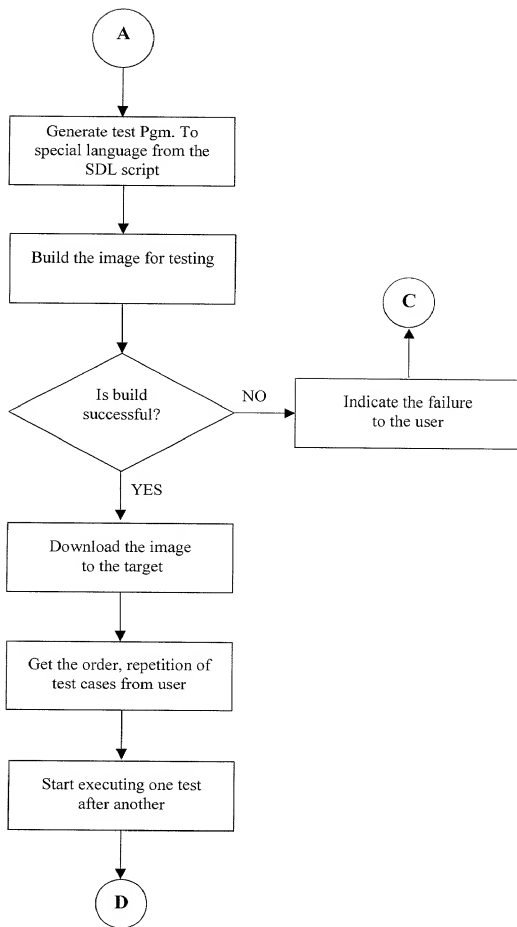 A
Generate test Pgm. To
special language from the
SDL script
Build the image for testing
C
Is build
successful?
NO
Indicate the failure
to the user
YES
Download the image
to the target
Get the order, repetition of
test cases from user
Start executing one test
after another
D